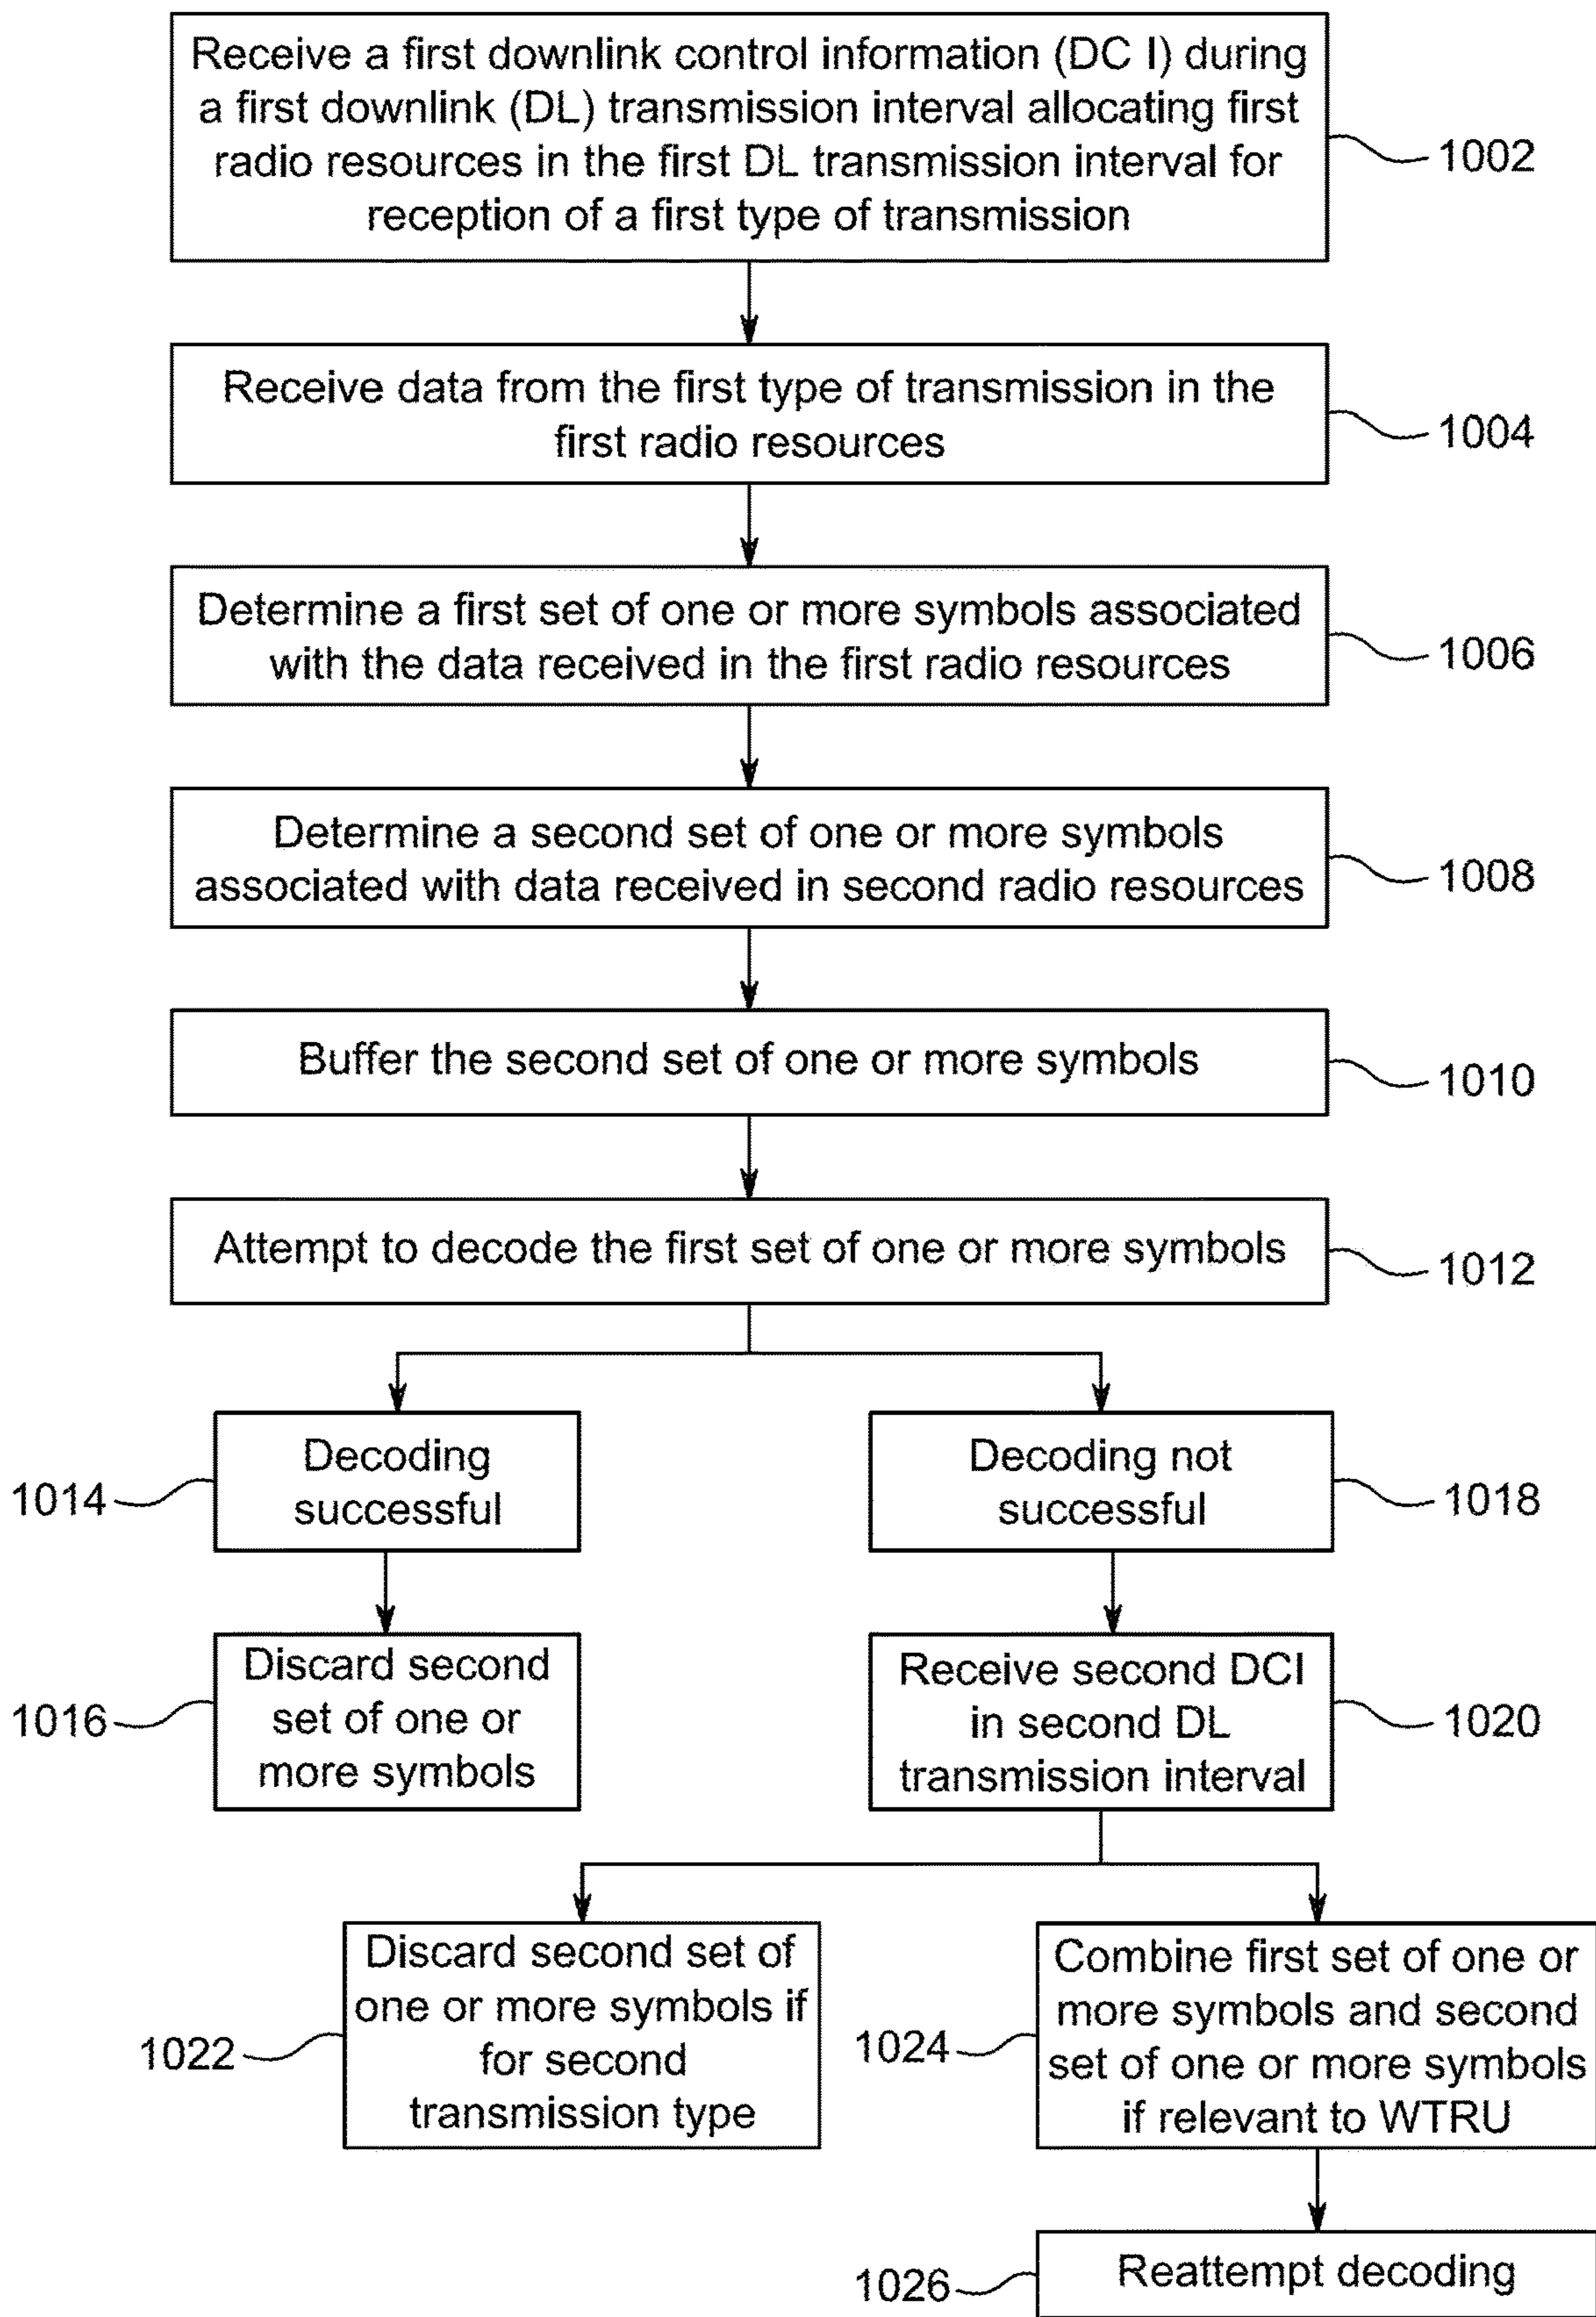 Receive a first downlink control information (DC I) during
a first downlink (DL) transmission interval allocating first
radio resources in the first DL transmission interval for
reception of a first type of transmission
1002
Receive data from the first type of transmission in the
first radio resources
1004
Determine a first set of one or more symbols associated
with the data received in the first radio resources
1006
Determine a second set of one or more symbols
associated with data received in second radio resources
1008
Buffer the second set of one or more symbols
1010
Attempt to decode the first set of one or more symbols
1012
Decoding
successful
1014
Decoding not
successful
1018
Discard second
set of one or
more symbols
1016
Receive second DCI
in second DL
transmission interval
1020
Discard second set of
one or more symbols if
for second
transmission type
1022
Combine first set of one or
more symbols and second
set of one or more symbols
if relevant to WTRU
1024
Reattempt decoding
1026